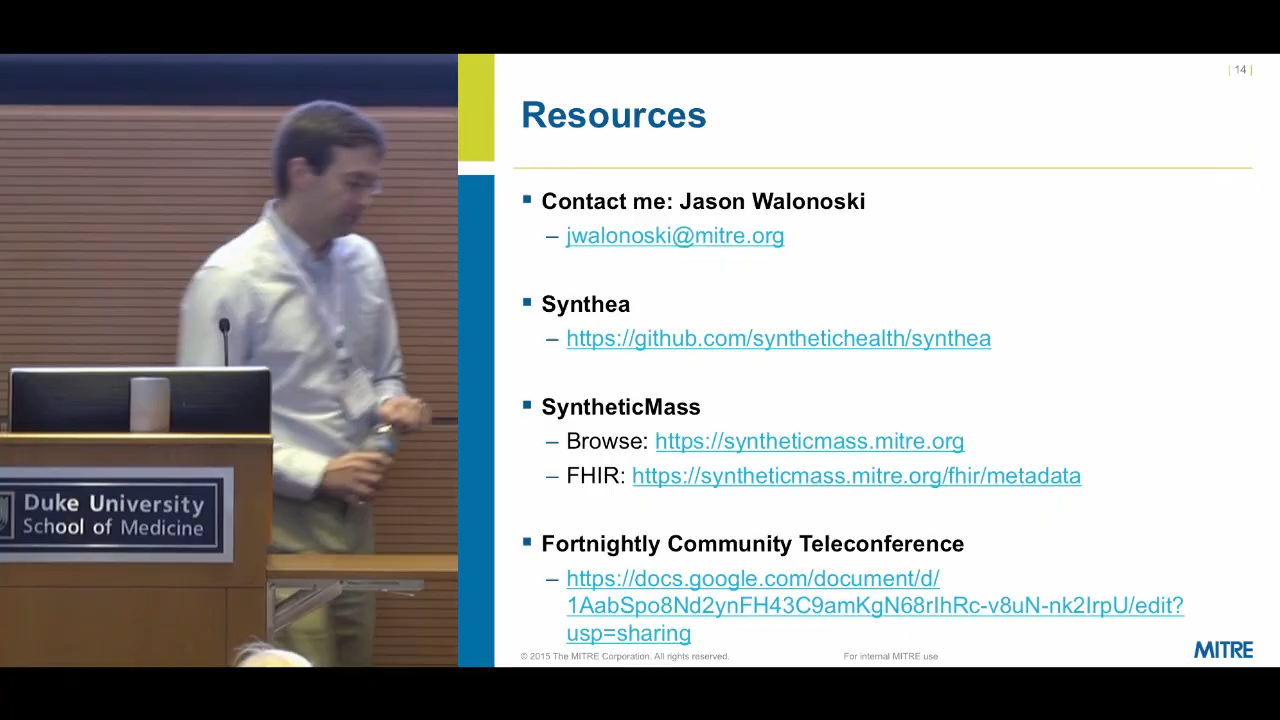 | 14 |
Resources
Contact me: Jason Walonoski
– jwalonoski@mitre.org
Synthea
– https://github.com/synthetichealth/synthea
SyntheticMass
– Browse: https://syntheticmass.mitre.org
– FHIR: https://syntheticmass.mitre.org/fhir/metadata
Fortnightly Community Teleconference
– https://docs.google.com/document/d/
1AabSpo8Nd2ynFH43C9amKgN68rIhRc-v8uN-nk2IrpU/edit?
usp=sharing
© 2015 The MITRE Corporation. All rights reserved.
For internal MITRE use
MITRE
Duke University
School of Medicine